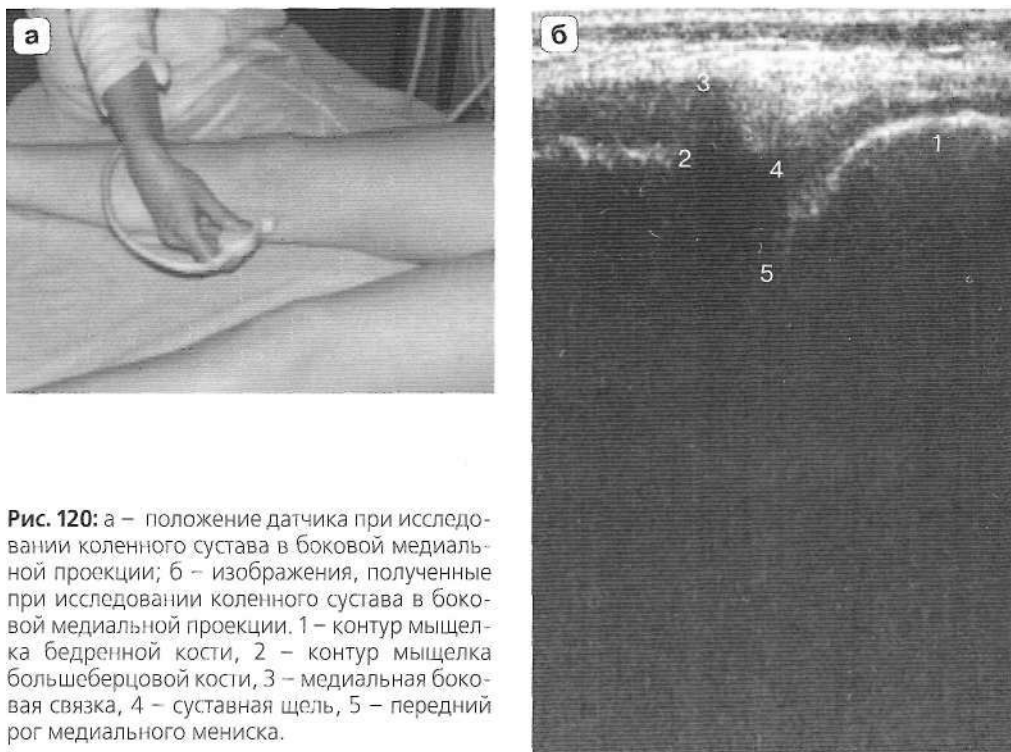 а
б
3
2
4
1
5
Рис. 120: а – положение датчика при исследо-
вании коленного сустава в боковой медиаль-
ной проекции; б – изображения, полученные
при исследовании коленного сустава в боко-
вой медиальной проекции. 1 – контур мыщел-
ка бедренной кости, 2 – контур мыщелка
большеберцовой кости, 3 – медиальная боко-
вая связка, 4 – суставная щель, 5 – передний
рог медиального мениска.